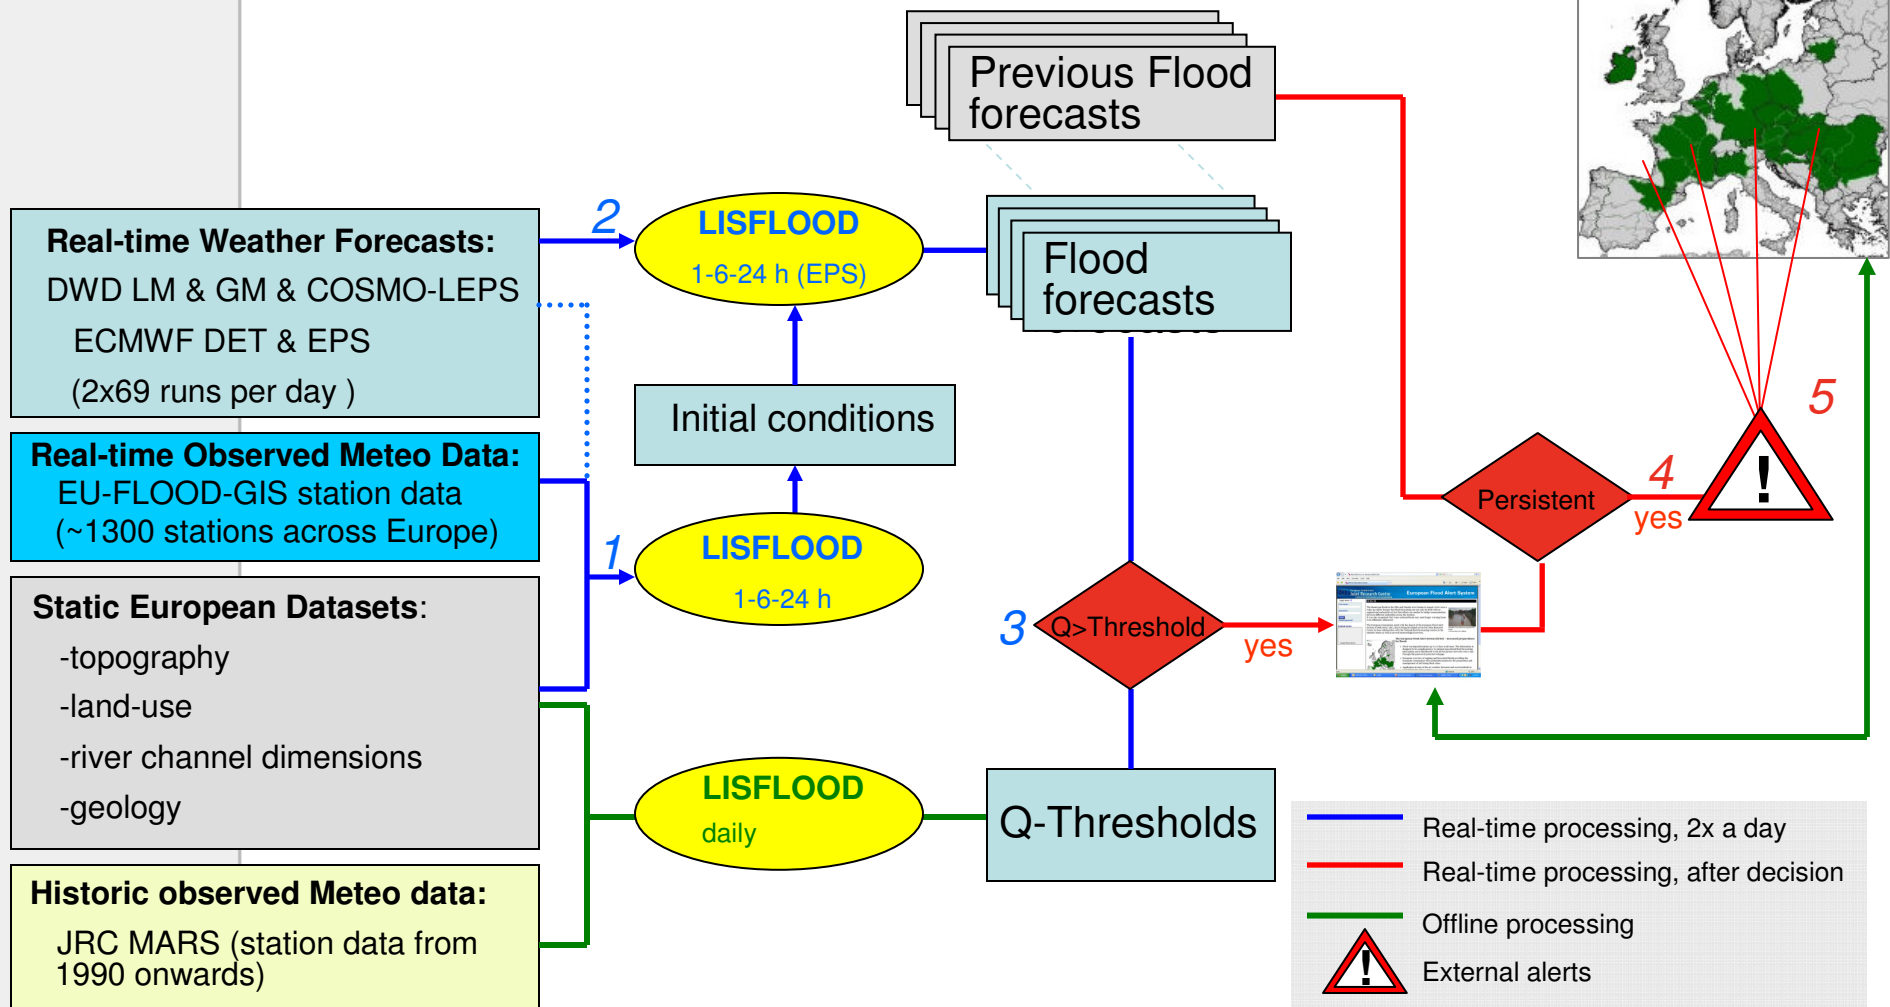 Previous Flood
forecasts
Real-time Weather Forecasts:
DWD LM & GM & COSMO-LEPS
ECMWF DET & EPS
(2x69 runs per day )
2
LISFLOOD
1-6-24 h (EPS)
Flood
forecasts
Initial conditions
Real-time Observed Meteo Data:
EU-FLOOD-GIS station data
(~1300 stations across Europe)
1
LISFLOOD
1-6-24 h
Static European Datasets:
-topography
-land-use
-river channel dimensions
-geology
3
Q>Threshold
yes
European Flood Alert System
Persistent
4
yes
!
5
LISFLOOD
daily
Q-Thresholds
Historic observed Meteo data:
JRC MARS (station data from
1990 onwards)
Real-time processing, 2x a day
Real-time processing, after decision
Offline processing
!
External alerts